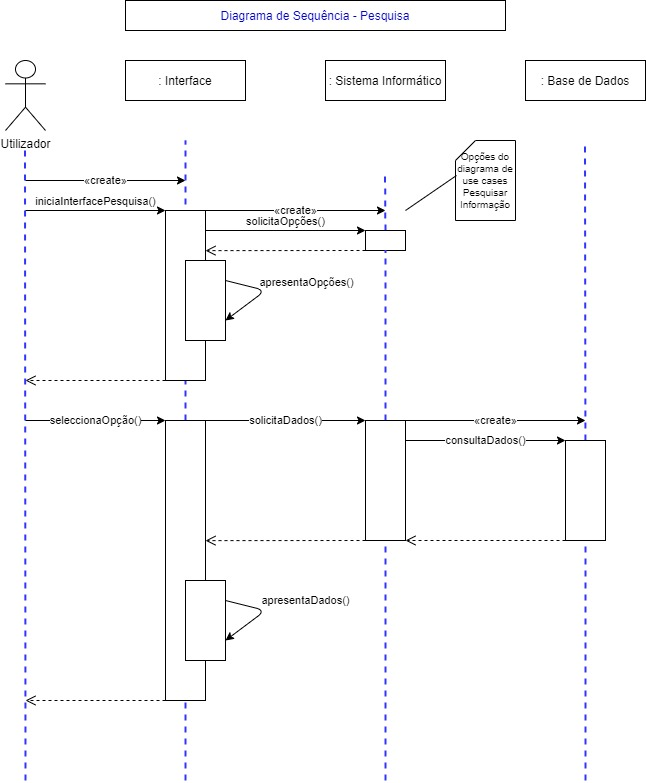 Diagrama de Sequência - Pesquisa
: Interface
: Sistema Informático
: Base de Dados
Utilizador
Opções do
diagrama de
use cases
Pesquisar
Informação
«create»
iniciaInterfacePesquisa()
«create»
solicitaOpções()
apresentaOpções()
seleccionaOpção()
solicitaDados()
«create»
consultaDados()
apresentaDados()